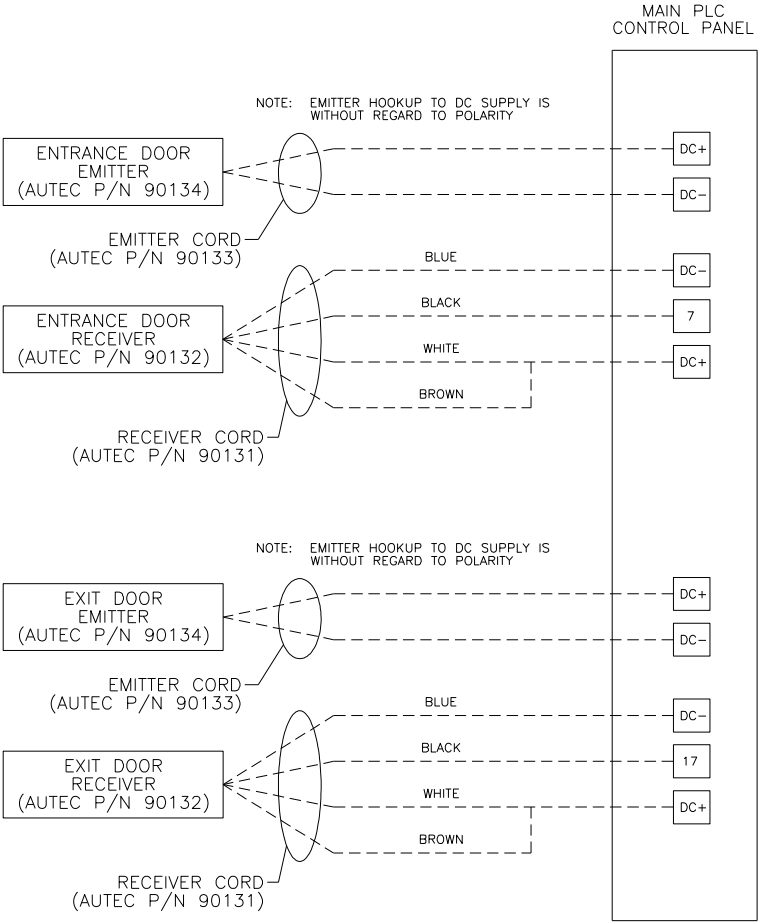 MAIN PLC
CONTROL PANEL
NOTE: EMITTER HOOKUP TO DC SUPPLY IS
WITHOUT REGARD TO POLARITY
ENTRANCE DOOR
EMITTER
(AUTEC P/N 90134)
DC+
DC-
EMITTER CORD
(AUTEC P/N 90133)
BLUE
DC-
BLACK
7
ENTRANCE DOOR
RECEIVER
(AUTEC P/N 90132)
WHITE
DC+
BROWN
RECEIVER CORD
(AUTEC P/N 90131)
NOTE: EMITTER HOOKUP TO DC SUPPLY IS
WITHOUT REGARD TO POLARITY
EXIT DOOR
EMITTER
(AUTEC P/N 90134)
DC+
DC-
EMITTER CORD
(AUTEC P/N 90133)
BLUE
DC-
BLACK
17
EXIT DOOR
RECEIVER
(AUTEC P/N 90132)
WHITE
DC+
BROWN
RECEIVER CORD
(AUTEC P/N 90131)